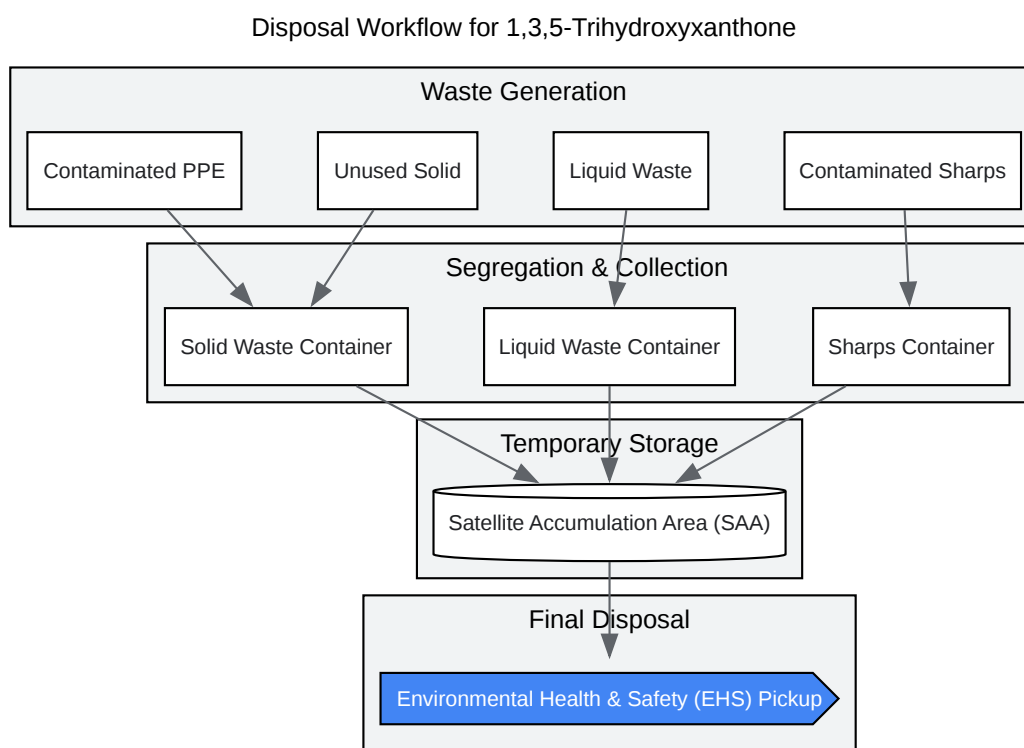 Disposal Workflow for 1,3,5-Trihydroxyxanthone
Waste Generation
Contaminated PPE
Unused Solid
Liquid Waste
Contaminated Sharps
Segregation & Collection
Solid Waste Container
Liquid Waste Container
Sharps Container
Temporary Storage
Satellite Accumulation Area (SAA)
Final Disposal
Environmental Health & Safety (EHS) Pickup